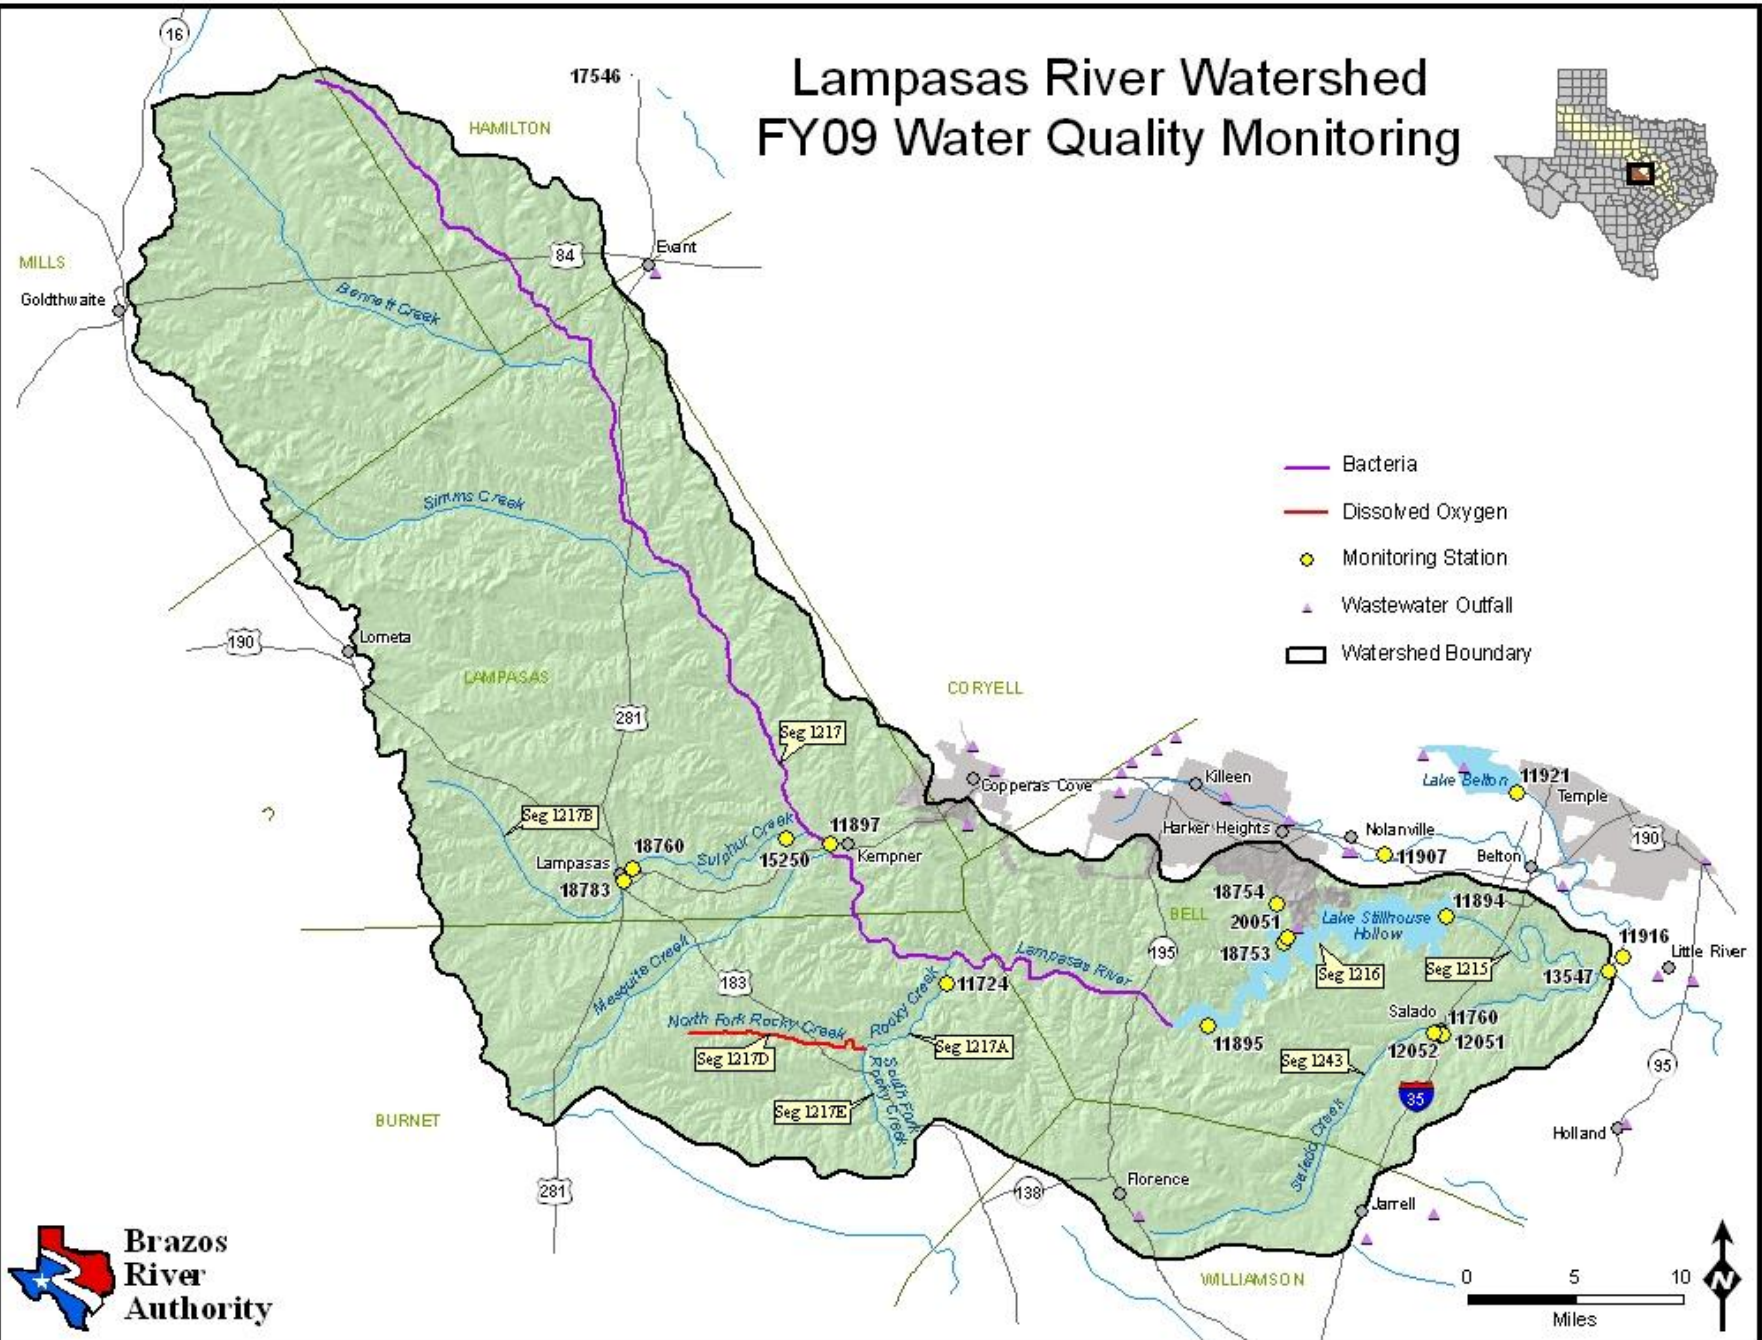 Lampasas River Watershed
FY09 Water Quality Monitoring
16
17546
HAMILTON
84
Evant
MILLS
Goldthwaite
Bennett Creek
Bacteria
Dissolved Oxygen
Monitoring Station
Wastewater Outfall
Watershed Boundary
Simms Creek
190
Lometa
LAMPASAS
281
CORYELL
Seg 1217
Copperas Cove
Killeen
Lake Belton
11921
Temple
?
Seg 1217B
Sulphur Creek
11897
Harker Heights
Nolanville
190
18760
15250
Kempner
11907
Belton
Lampasas
18783
18754
11894
BELL
20051
Lake Stillhouse
Hollow
18753
11916
Mesquite Creek
Lampasas River
195
Seg 1216
Seg 1215
Little River
13547
183
11724
North Fork Rocky Creek
Rocky Creek
Salado
11760
11895
12052
12051
Seg 1217D
Seg 1217A
Seg 1243
95
South Fork
Rocky Creek
Seg 1217E
35
BURNET
Salado Creek
Holland
281
138
Florence
Jarrell
WILLIAMSON
Brazos
River
Authority
0 5 10
Miles
N